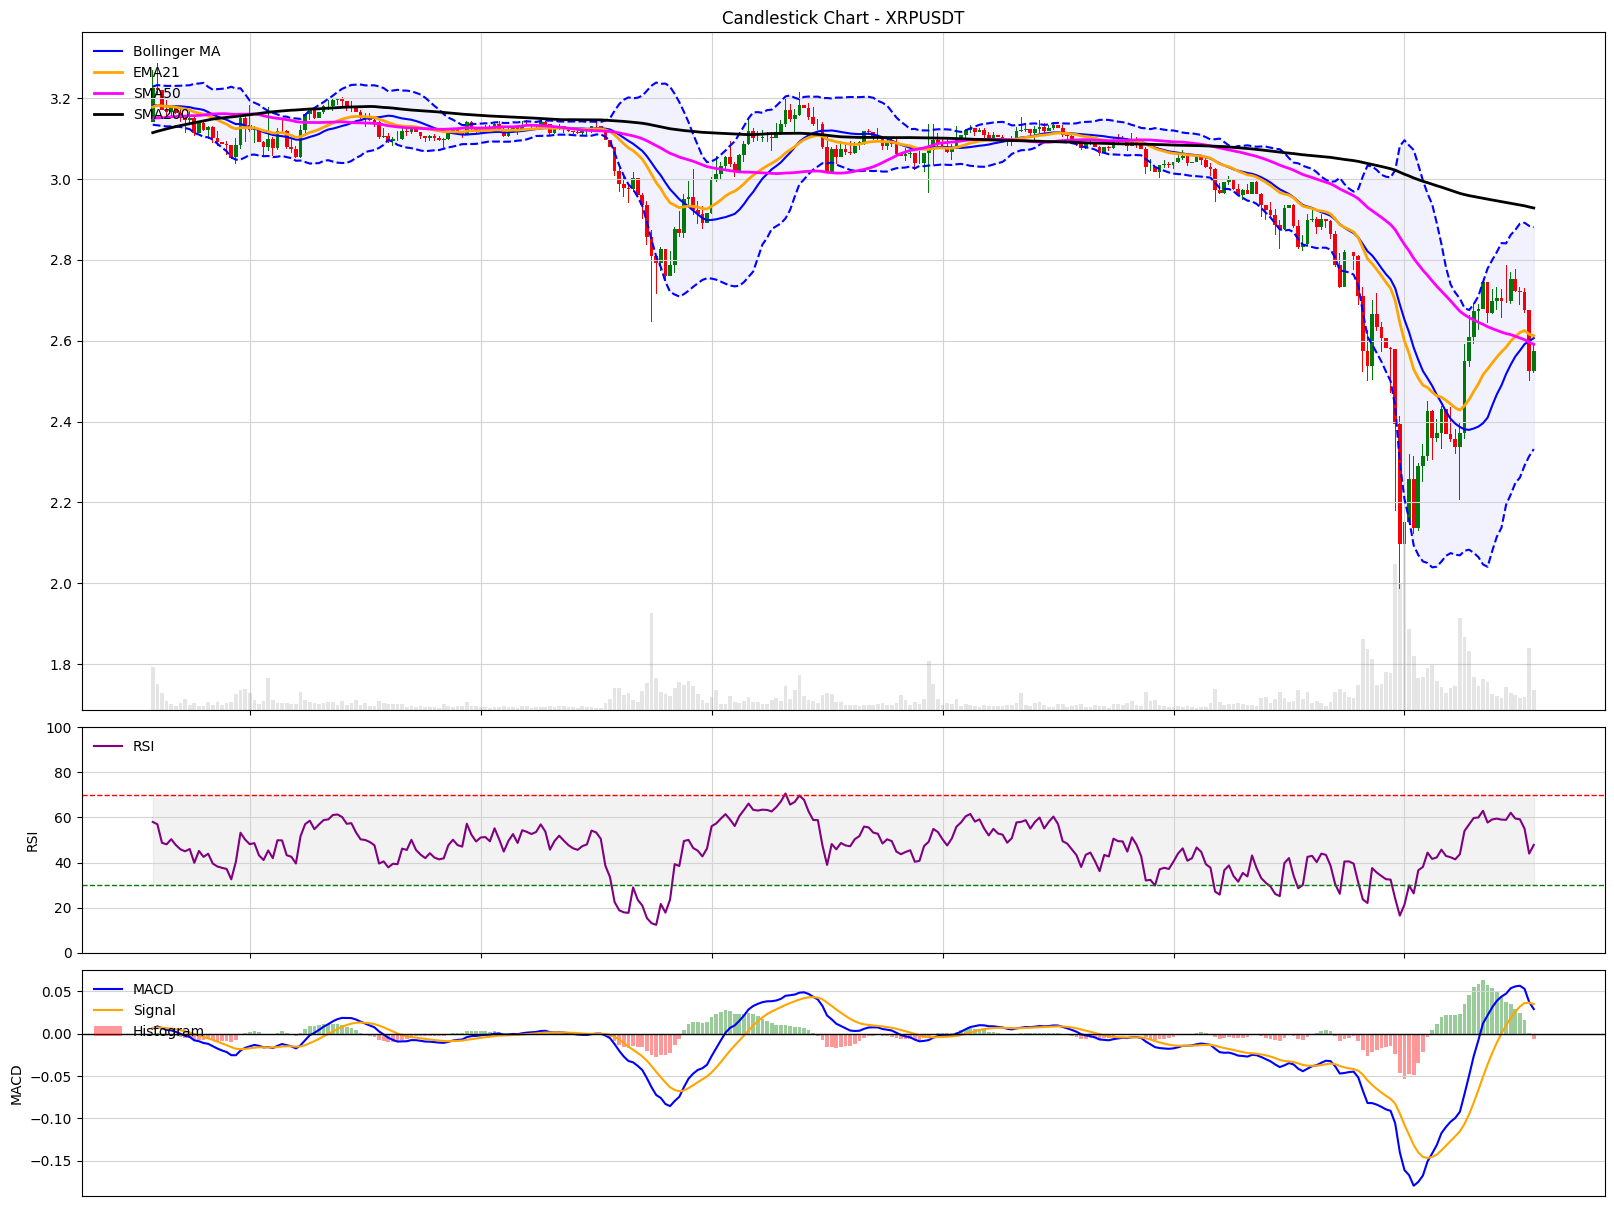 Candlestick Chart - XRPUSDT
Bollinger MA
EMA21
SMA50
SMA200
3.2
3.0
2.8
2.6
2.4
2.2
2.0
1.8
RSI
RSI
100
80
60
40
20
0
MACD
Signal
Histogram
MACD
0.05
0.00
−0.05
−0.10
−0.15